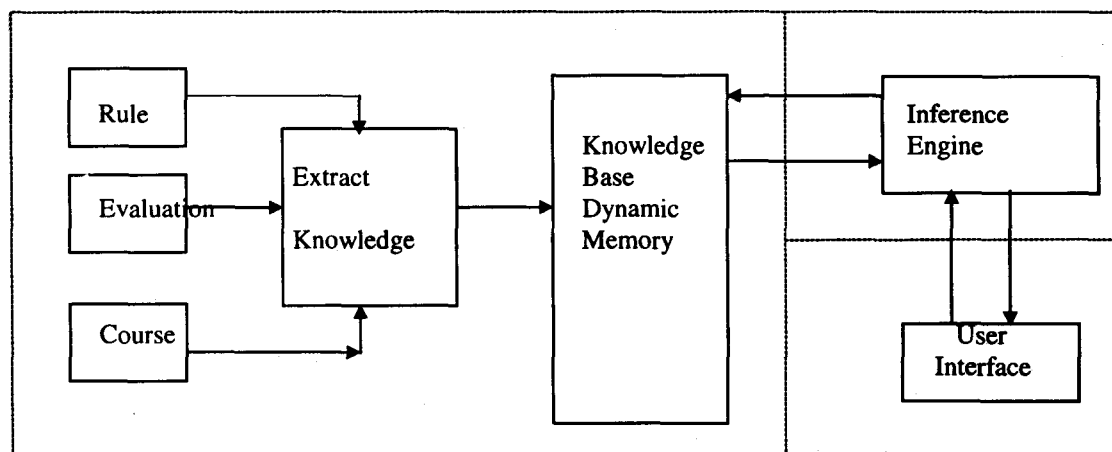 Rule
Evaluation
Course
Extract
Knowledge
Knowledge
Base
Dynamic
Memory
Inference
Engine
User
Interface